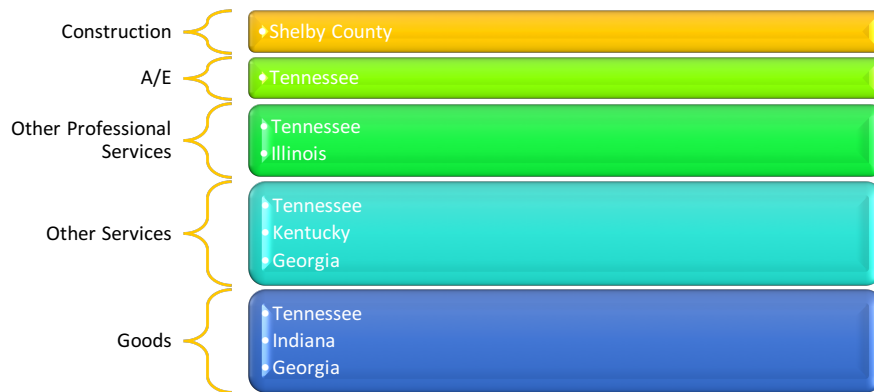 Construction
Shelby County
A/E
Tennessee
Other Professional
Services
Tennessee
Illinois
Other Services
Tennessee
Kentucky
Georgia
Goods
Tennessee
Indiana
Georgia